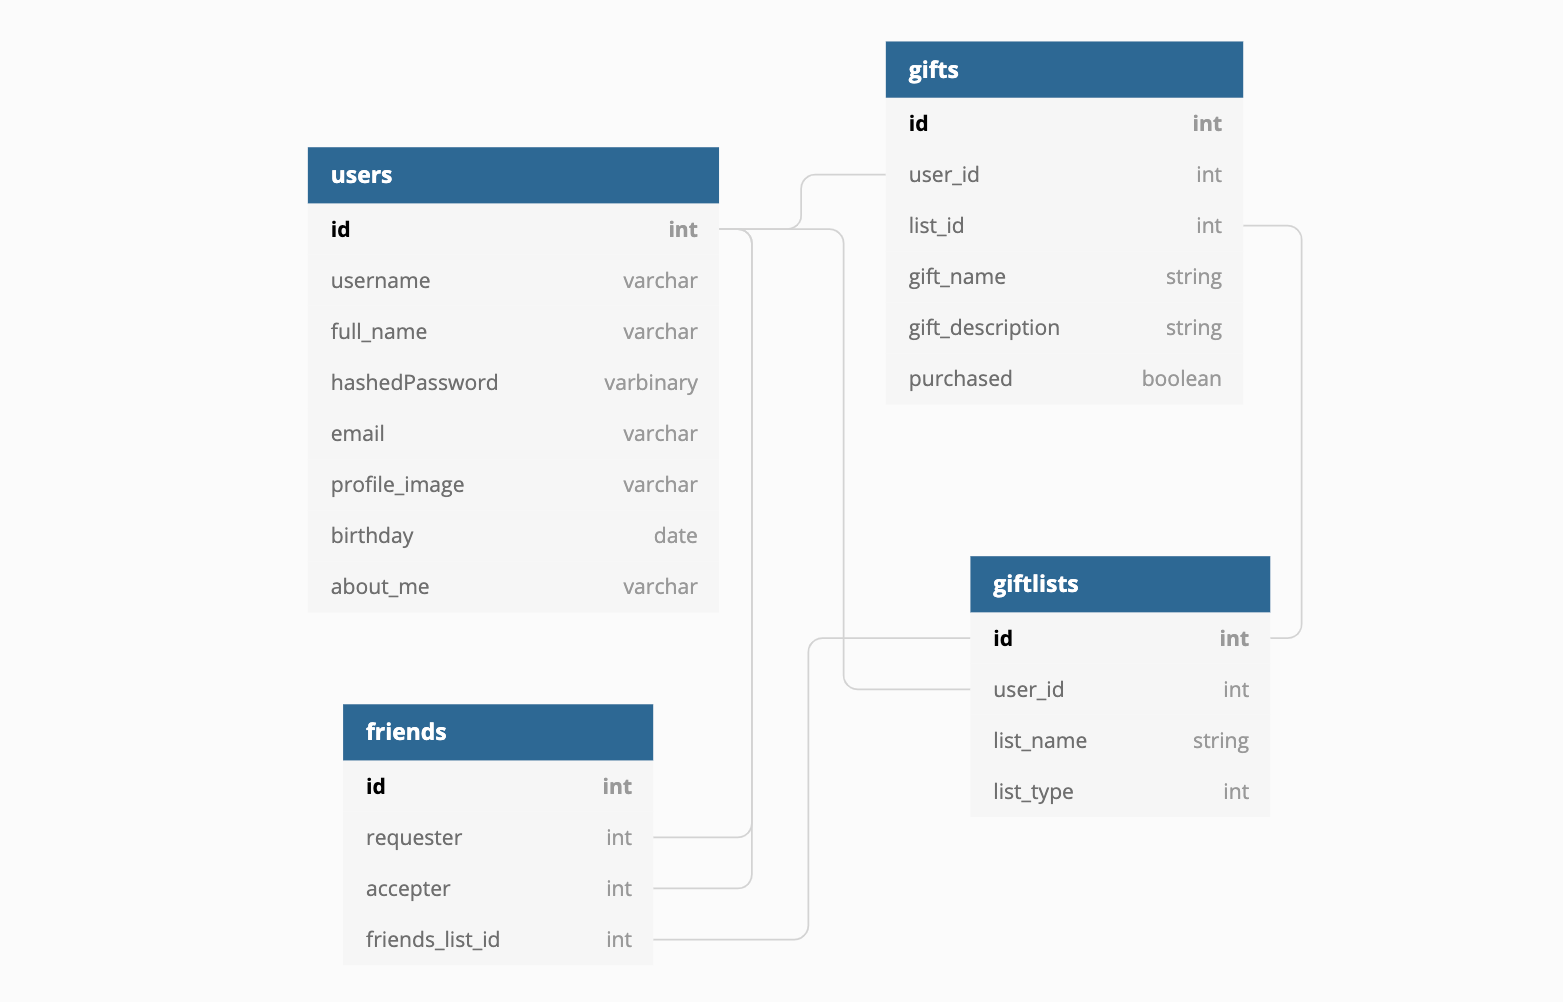 users
id int
username varchar
full_name varchar
hashedPassword varbinary
email varchar
profile_image varchar
birthday date
about_me varchar
gifts
id int
user_id int
list_id int
gift_name string
gift_description string
purchased boolean
friends
id int
requester int
accepter int
friends_list_id int
giftlists
id int
user_id int
list_name string
list_type int